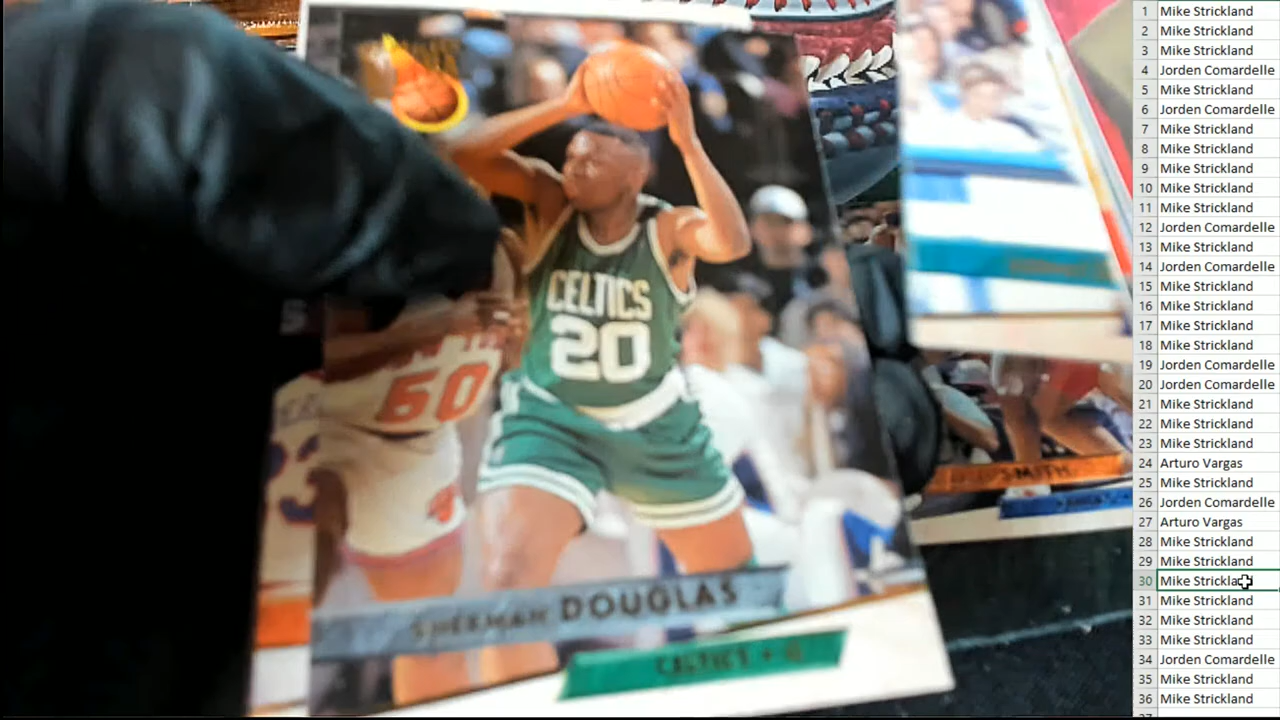 CELTICS
20
50
SHERMAN DOUGLAS
CELTICS • G
SMITH
1 Mike Strickland
2 Mike Strickland
3 Mike Strickland
4 Jorden Comardelle
5 Mike Strickland
6 Jorden Comardelle
7 Mike Strickland
8 Mike Strickland
9 Mike Strickland
10 Mike Strickland
11 Mike Strickland
12 Jorden Comardelle
13 Mike Strickland
14 Jorden Comardelle
15 Mike Strickland
16 Mike Strickland
17 Mike Strickland
18 Mike Strickland
19 Jorden Comardelle
20 Jorden Comardelle
21 Mike Strickland
22 Mike Strickland
23 Mike Strickland
24 Arturo Vargas
25 Mike Strickland
26 Jorden Comardelle
27 Arturo Vargas
28 Mike Strickland
29 Mike Strickland
30 Mike Strickland
31 Mike Strickland
32 Mike Strickland
33 Mike Strickland
34 Jorden Comardelle
35 Mike Strickland
36 Mike Strickland